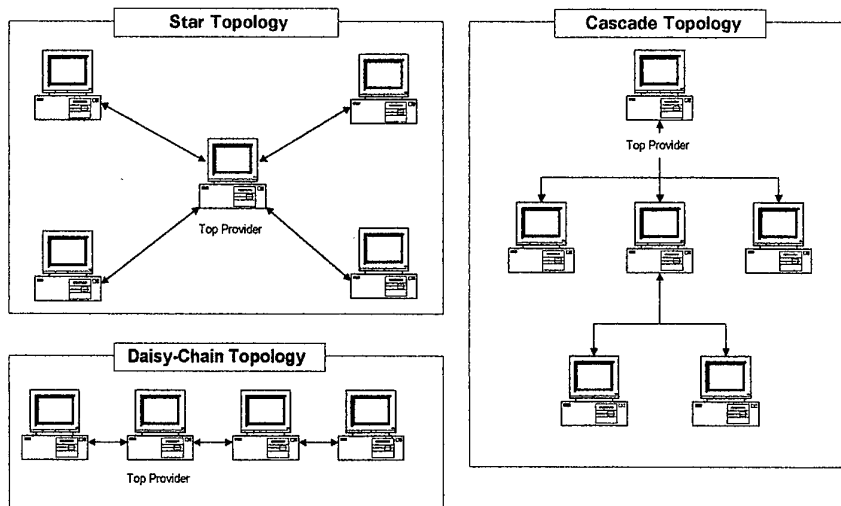 Star Topology
Top Provider
Daisy-Chain Topology
Top Provider
Cascade Topology
Top Provider